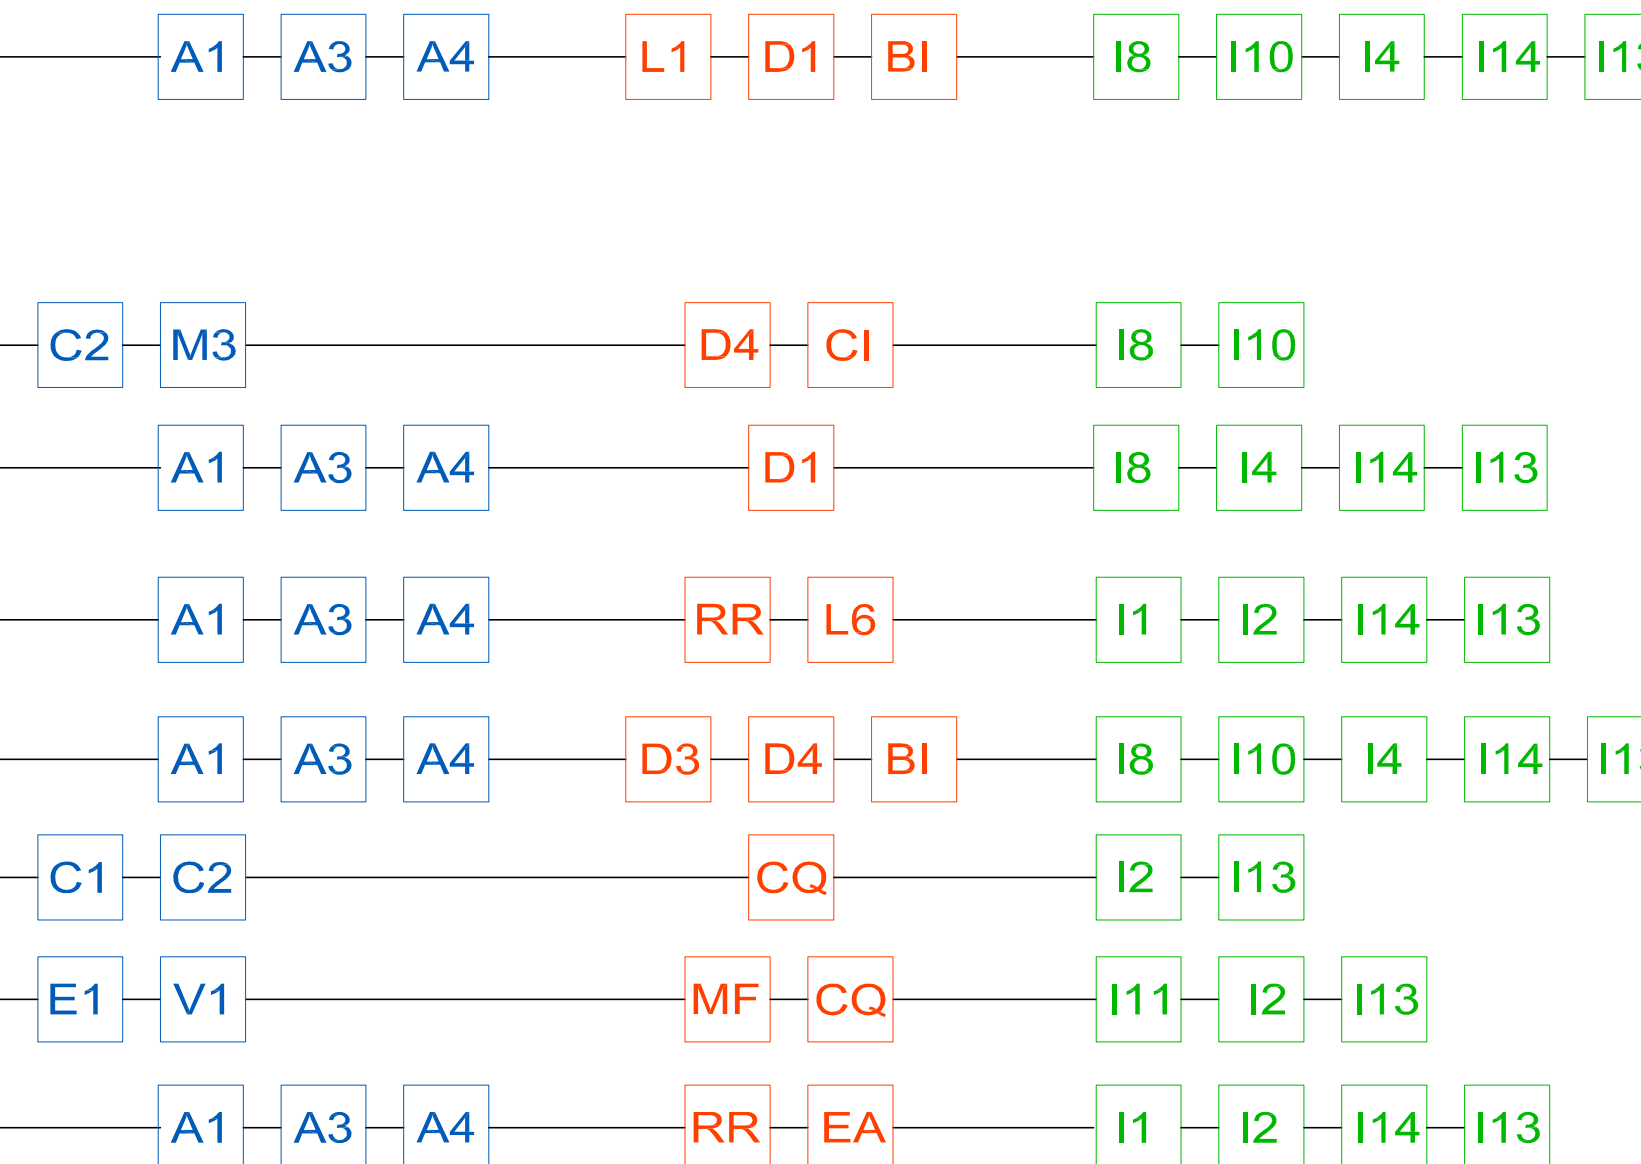 A1 A3 A4 L1 D1 BI I8 I10 I4 I14
C2 M3 D4 CI I8 I10
A1 A3 A4 D1 I8 I4 I14 I13
A1 A3 A4 RR L6 I1 I2 I14 I13
A1 A3 A4 D3 D4 BI I8 I10 I4 I14
C1 C2 CQ I2 I13
E1 V1 MF CQ I11 I2 I13
A1 A3 A4 RR EA I1 I2 I14 I13